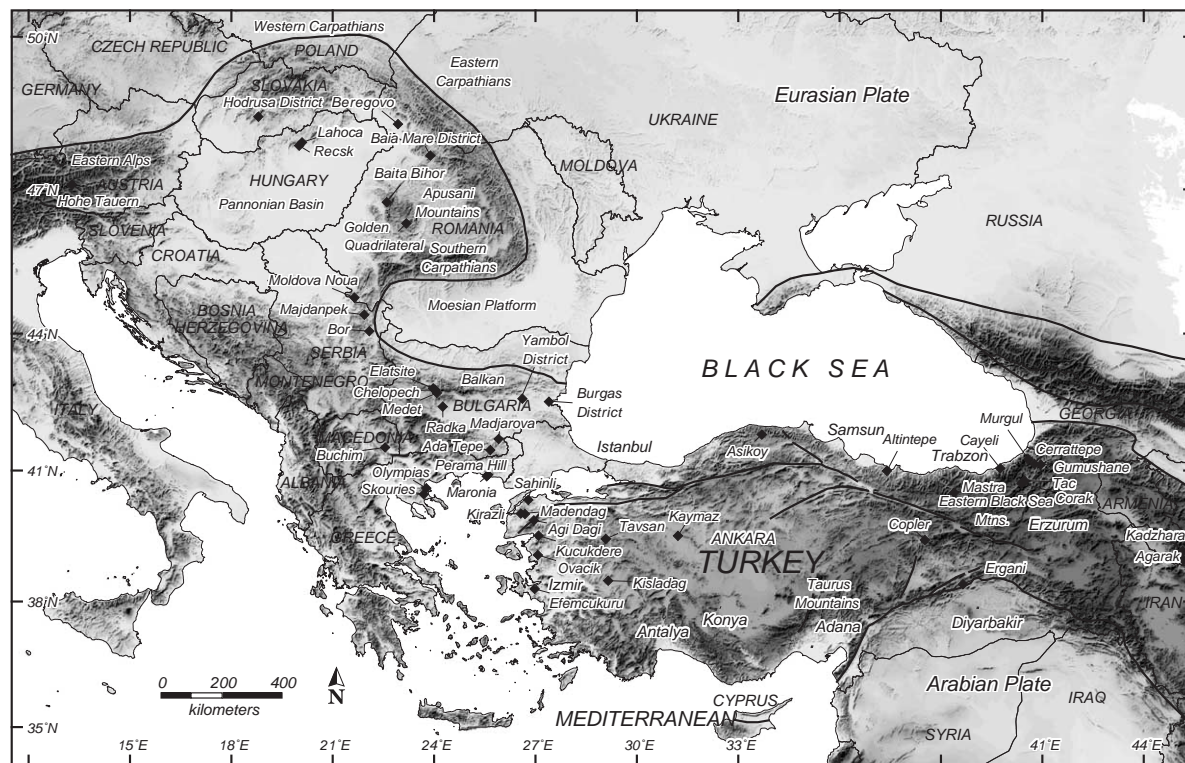 50˚N
Western Carpathians
CZECH REPUBLIC
POLAND
Eastern
Carpathians
GERMANY
SLOVAKIA
Hodrusa District
Beregovo
Eurasian Plate
UKRAINE
Lahoca
Recsk
Baia Mare District
Eastern Alps
MOLDOVA
47˚N
AUSTRIA
HUNGARY
Baita Bihor
Hohe Tauern
Pannonian Basin
Apusani
Mountains
RUSSIA
SLOVENIA
Golden
Quadrilateral
ROMANIA
CROATIA
Southern
Carpathians
Moldova Noua
BOSNIA
HERZEGOVINA
Majdanpek
Moesian Platform
Bor
44˚N
SERBIA
Yambol
District
BLACK SEA
Elatsite
Balkan
MONTENEGRO
Chelopech
Medet
BULGARIA
Burgas
District
ITALY
Radka
Madjarova
Murgul
GEORGIA
MACEDONIA
Ada Tepe
Istanbul
Samsun
Altintepe
Cayeli
Cerrattepe
Buchim
Asikoy
Trabzon
Gumushane
41˚N
Olympias
Perama Hill
Sahinli
Mastra
Tac
ALBANIA
Skouries
Maronia
Eastern Black Sea
Mtns.
Corak
ARMENIA
Kirazli
Madendag
Agi Dagi
Tavsan
Kaymaz
Copler
Erzurum
Kadzharan
GREECE
ANKARA
Kucukdere
TURKEY
Agarak
Ovacik
Ergani
Izmir
Kisladag
Taurus
Mountains
38˚N
Efemcukuru
IRAN
Antalya
Konya
Adana
Diyarbakir
0 200 400
kilometers
N
Arabian Plate
CYPRUS
IRAQ
MEDITERRANEAN
35˚N
SYRIA
15˚E
18˚E
21˚E
24˚E
27˚E
30˚E
33˚E
41˚E
44˚E